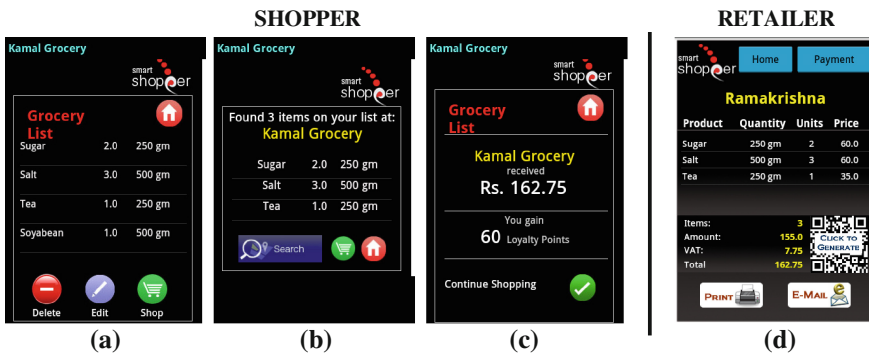 SHOPPER
RETAILER
Kamal Grocery
smart
shopper
Grocery
List
Sugar 2.0 250 gm
Salt 3.0 500 gm
Tea 1.0 250 gm
Soyabean 1.0 500 gm
Delete Edit Shop
(a)
Kamal Grocery
smart
shopper
Found 3 items on your list at:
Kamal Grocery
Sugar 2.0 250 gm
Salt 3.0 500 gm
Tea 1.0 250 gm
Search
(b)
Kamal Grocery
smart
shopper
Grocery
List
Kamal Grocery
received
Rs. 162.75
You gain
60 Loyalty Points
Continue Shopping
(c)
smart
shopper
Home Payment
Ramakrishna
Product Quantity Units Price
Sugar 250 gm 2 60.0
Salt 500 gm 3 60.0
Tea 250 gm 1 35.0
Items: 3
Amount: 155.0
VAT: 7.75
Total 162.75
CLICK TO
GENERATE
PRINT E-MAIL
(d)